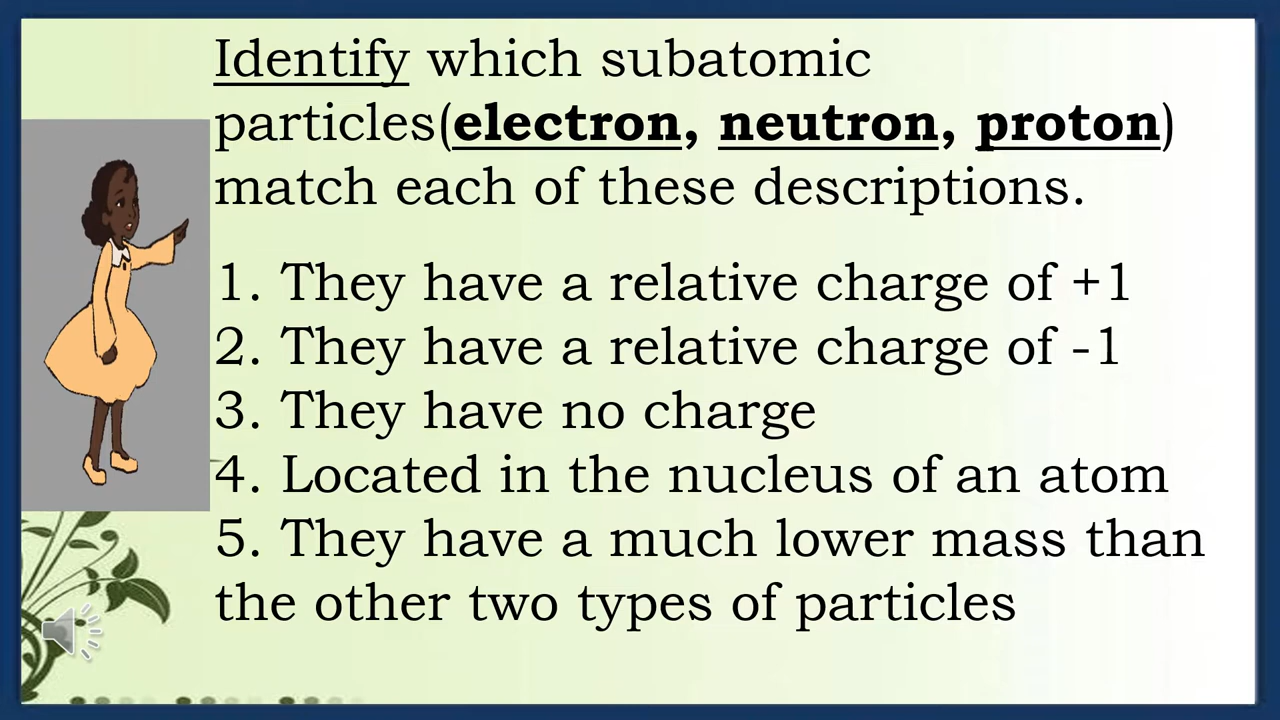 Identify which subatomic
particles(electron, neutron, proton)
match each of these descriptions.
1. They have a relative charge of +1
2. They have a relative charge of -1
3. They have no charge
4. Located in the nucleus of an atom
5. They have a much lower mass than
the other two types of particles